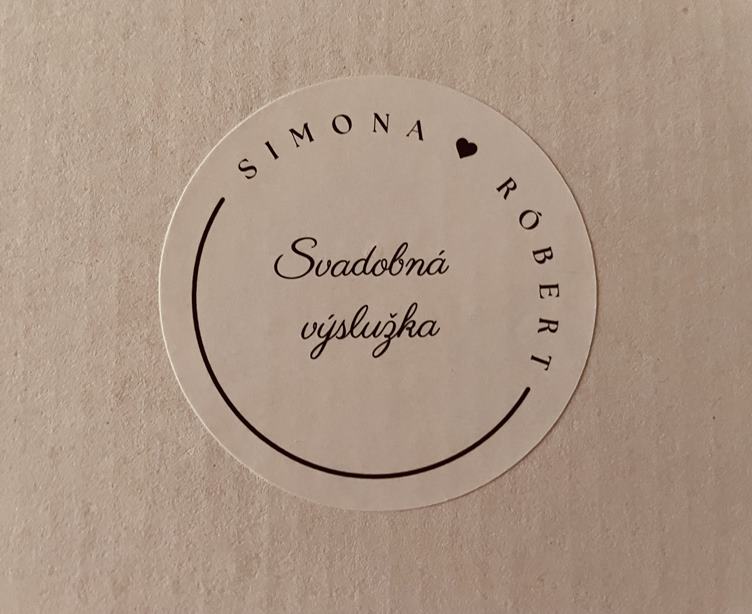 SIMONA ♥ RÓBERT
Svadobná
výslužka